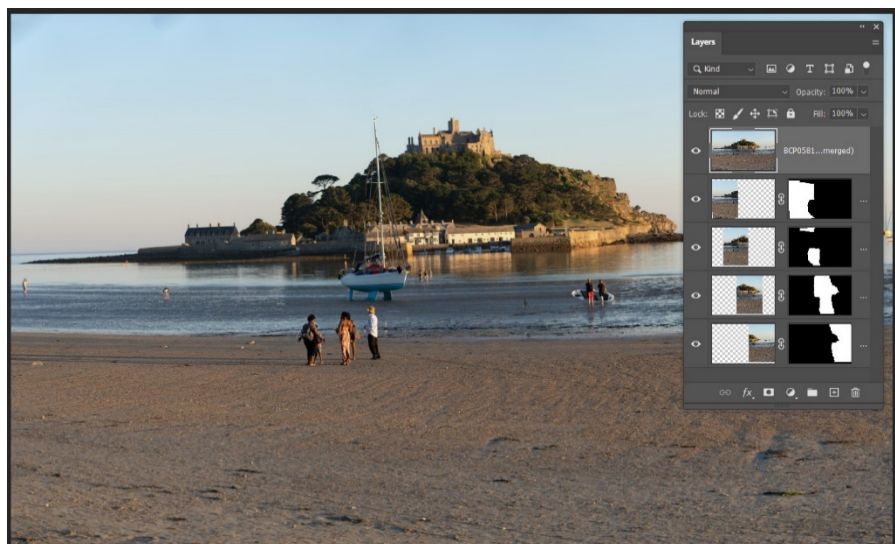 Layers
Kind
Normal Opacity: 100%
Lock: Fill: 100%
BCP0581...merged)